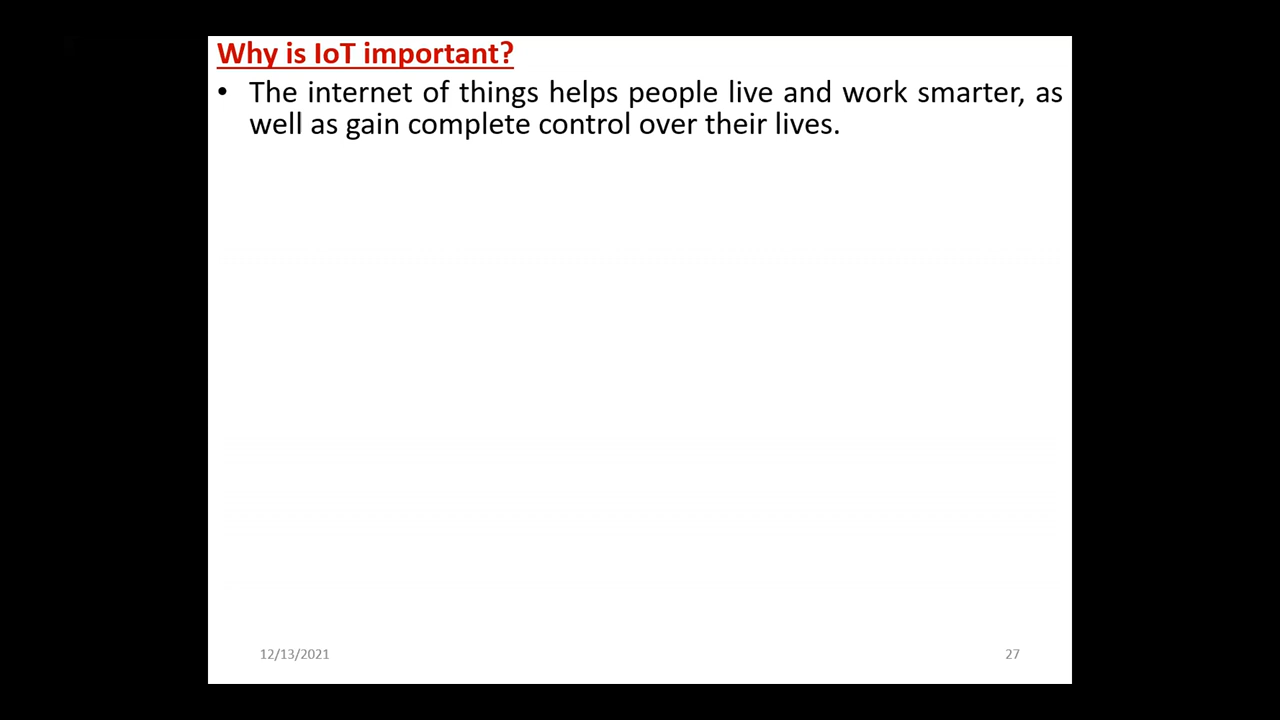 Why is IoT important?
• The internet of things helps people live and work smarter, as
well as gain complete control over their lives.
12/13/2021
27